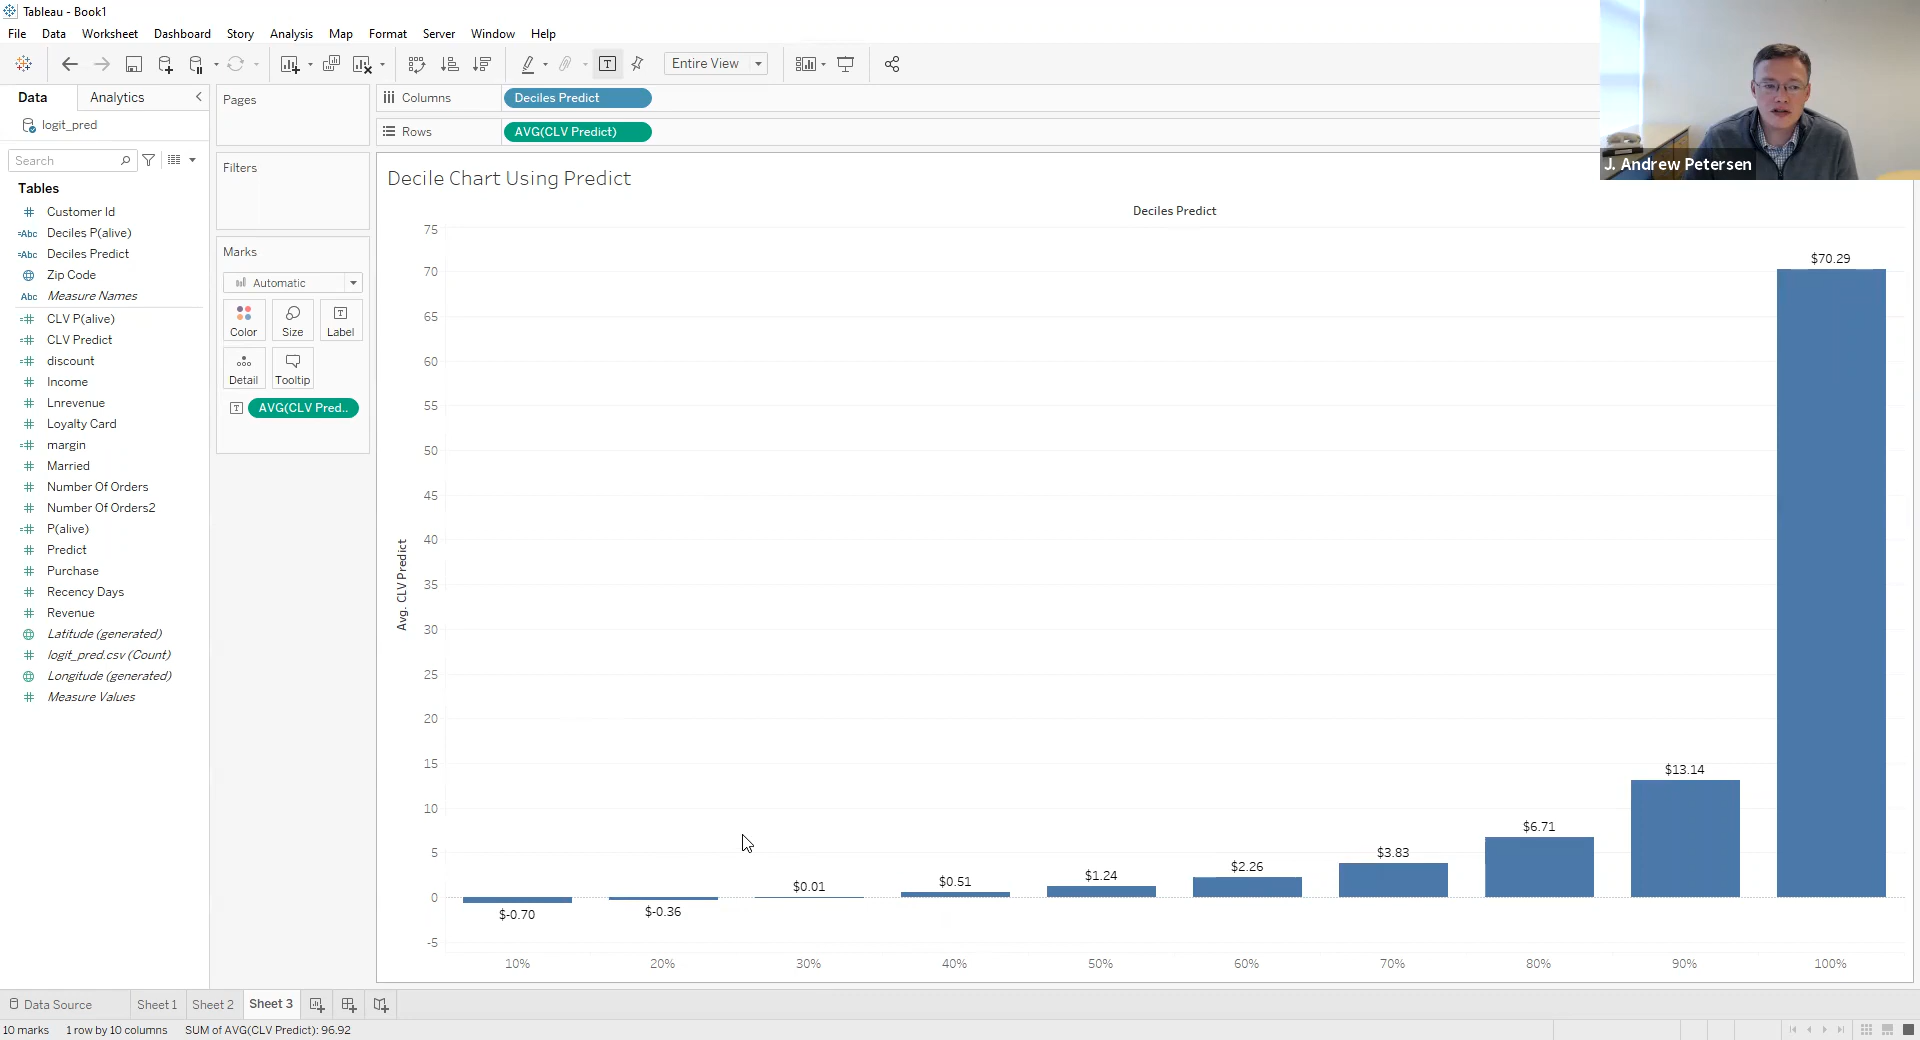 Tableau - Book1
File Data Worksheet Dashboard Story Analysis Map Format Server Window Help
Entire View
Data Analytics
logit_pred
Search
Tables
Customer Id
Abc Deciles P(alive)
Abc Deciles Predict
Zip Code
Abc Measure Names
CLV P(alive)
CLV Predict
discount
Income
Lnrevenue
Loyalty Card
margin
Married
Number Of Orders
Number Of Orders2
P(alive)
Predict
Purchase
Recency Days
Revenue
Latitude (generated)
logit_pred.csv (Count)
Longitude (generated)
Measure Values
Pages
Filters
Marks
Automatic
Color Size Label
Detail Tooltip
AVG(CLV Pred..
Columns Deciles Predict
Rows AVG(CLV Predict)
J. Andrew Petersen
Decile Chart Using Predict
Deciles Predict
75
70
65
60
55
50
45
40
35
30
25
20
15
10
5
0
-5
Avg. CLV Predict
$-0.70
$-0.36
$0.01
$0.51
$1.24
$2.26
$3.83
$6.71
$13.14
$70.29
10% 20% 30% 40% 50% 60% 70% 80% 90% 100%
Data Source Sheet 1 Sheet 2 Sheet 3
10 marks 1 row by 10 columns SUM of AVG(CLV Predict): 96.92